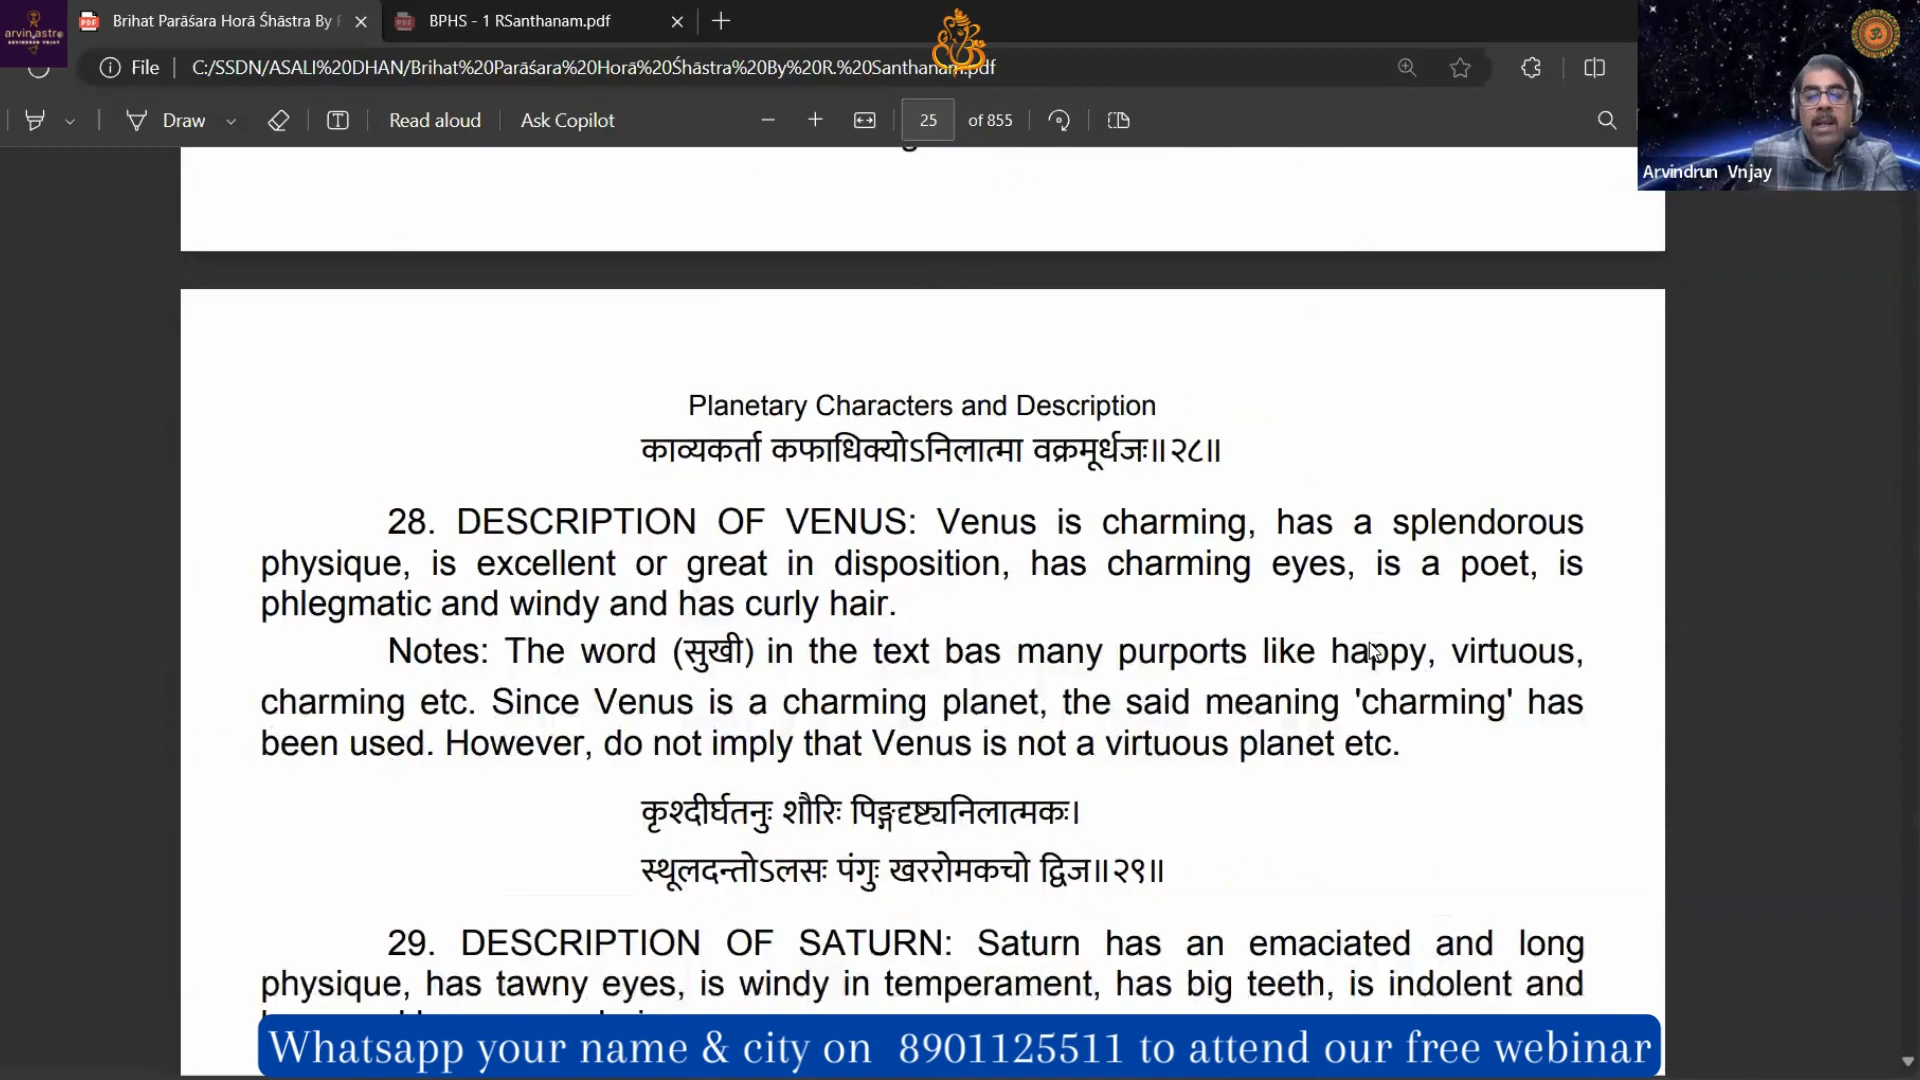 arvin astro
ARVINDRUN VNJAY
Brihat Parāśara Horā Śhāstra By
BPHS - 1 RSanthanam.pdf
File
C:/SSDN/ASALI%20DHAN/Brihat%20Parāśara%20Horā%20Śhāstra%20By%20R.%20Santhanam.pdf
Draw
Read aloud
Ask Copilot
25 of 855
Arvindrun Vnjay
Planetary Characters and Description
काव्यकर्ता कफाधिक्योऽनिलात्मा वक्रमूर्धजः॥२८॥
28. DESCRIPTION OF VENUS: Venus is charming, has a splendorous
physique, is excellent or great in disposition, has charming eyes, is a poet, is
phlegmatic and windy and has curly hair.
Notes: The word (सुखी) in the text bas many purports like happy, virtuous,
charming etc. Since Venus is a charming planet, the said meaning 'charming' has
been used. However, do not imply that Venus is not a virtuous planet etc.
कृश्दीर्घतनुः शौरिः पिङ्गदृष्ट्यनिलात्मकः।
स्थूलदन्तोऽलसः पंगुः खररोमकचो द्विज॥२९॥
29. DESCRIPTION OF SATURN: Saturn has an emaciated and long
physique, has tawny eyes, is windy in temperament, has big teeth, is indolent and
Whatsapp your name & city on 8901125511 to attend our free webinar